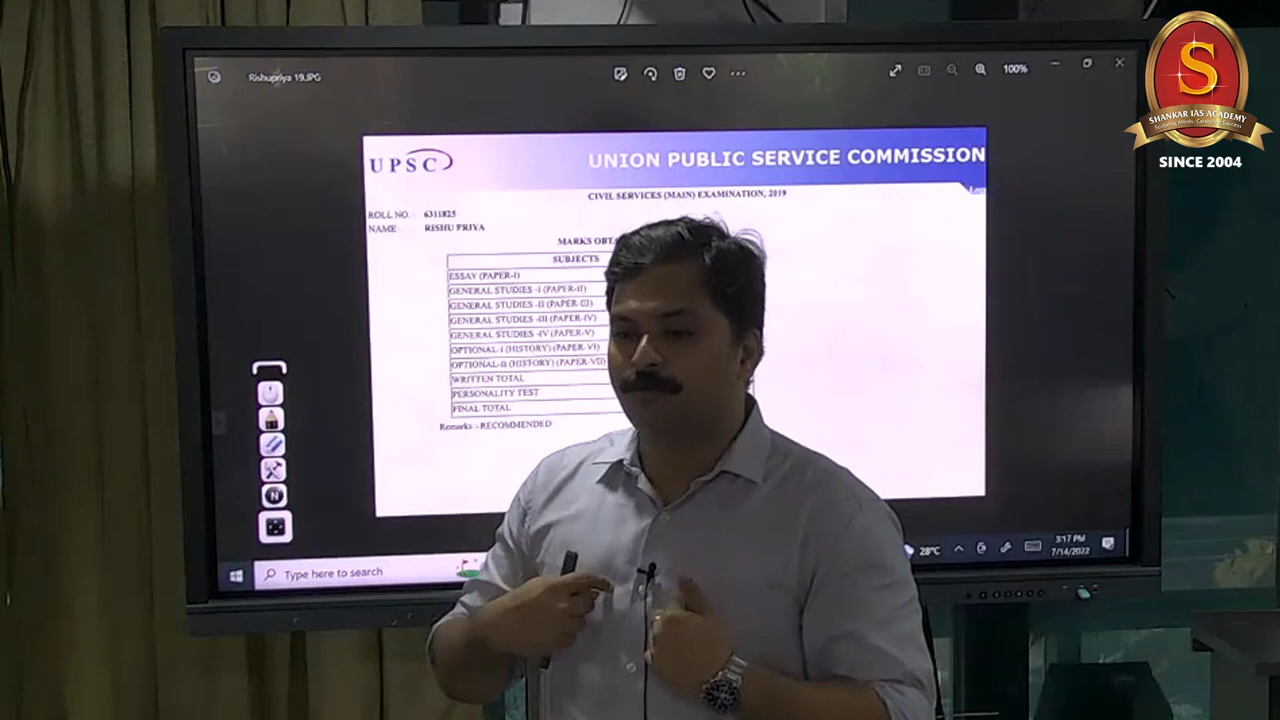 Rishupriya 19.JPG
100%
UPSC
UNION PUBLIC SERVICE COMMISSION
CIVIL SERVICES (MAIN) EXAMINATION, 2019
ROLL NO. : 6311825
NAME RISHU PRIYA
MARKS
SUBJECTS
ESSAY (PAPER-I)
GENERAL STUDIES -I (PAPER-II)
GENERAL STUDIES -II (PAPER-III)
GENERAL STUDIES -III (PAPER-IV)
GENERAL STUDIES -IV (PAPER-V)
OPTIONAL-I (HISTORY) (PAPER-VI)
OPTIONAL-II (HISTORY) (PAPER-VII)
WRITTEN TOTAL
PERSONALITY TEST
FINAL TOTAL
Remarks :-RECOMMENDED
N
Type here to search
28°C
3:17 PM
7/14/2022
S
SHANKAR IAS ACADEMY
SINCE 2004